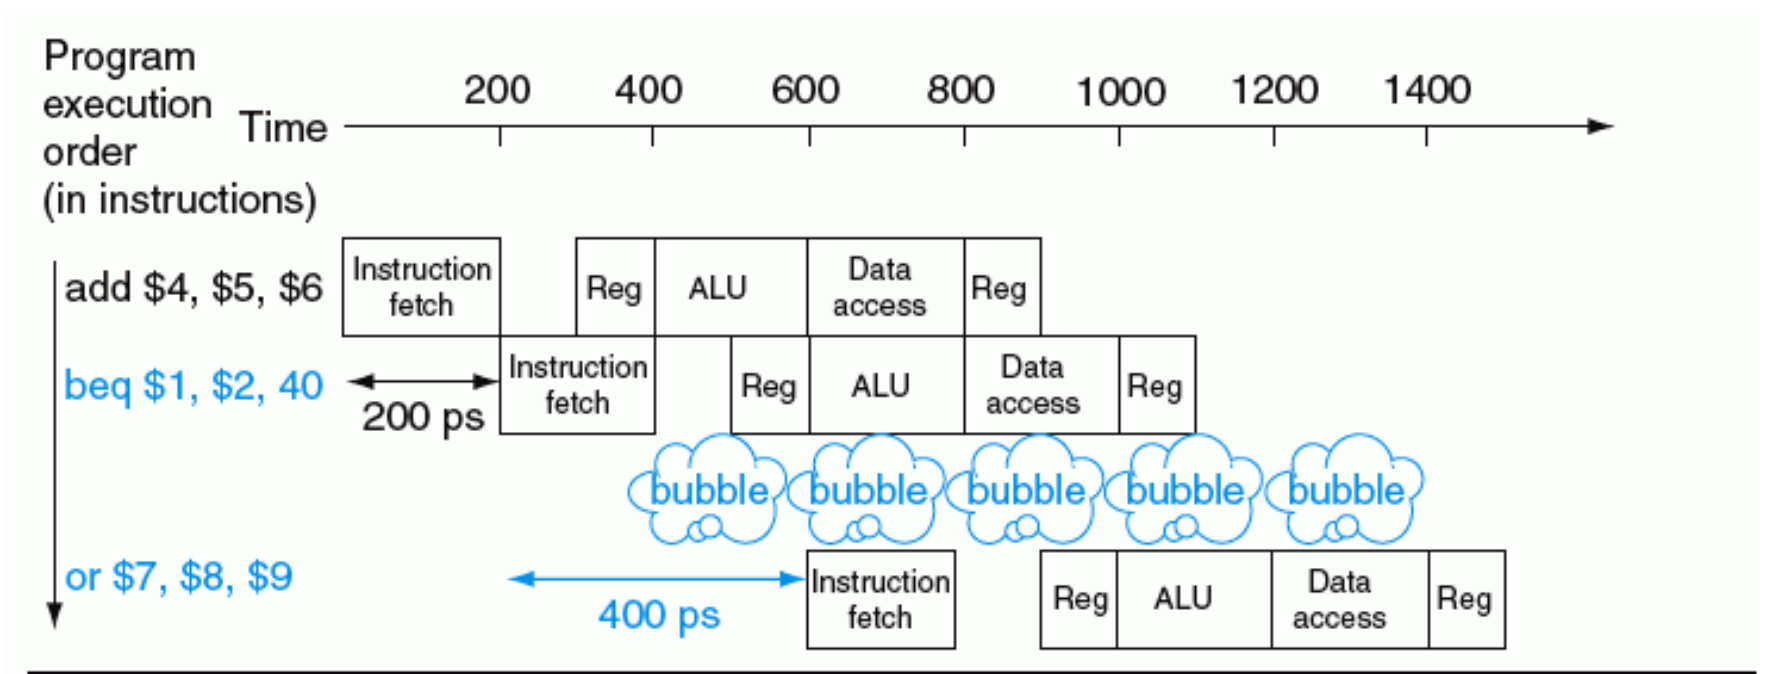 Program
execution
order
(in instructions)
Time
200 400 600 800 1000 1200 1400
add $4, $5, $6
Instruction
fetch
Reg
ALU
Data
access
Reg
beq $1, $2, 40
200 ps
Instruction
fetch
Reg
ALU
Data
access
Reg
bubble bubble bubble bubble bubble
or $7, $8, $9
400 ps
Instruction
fetch
Reg
ALU
Data
access
Reg